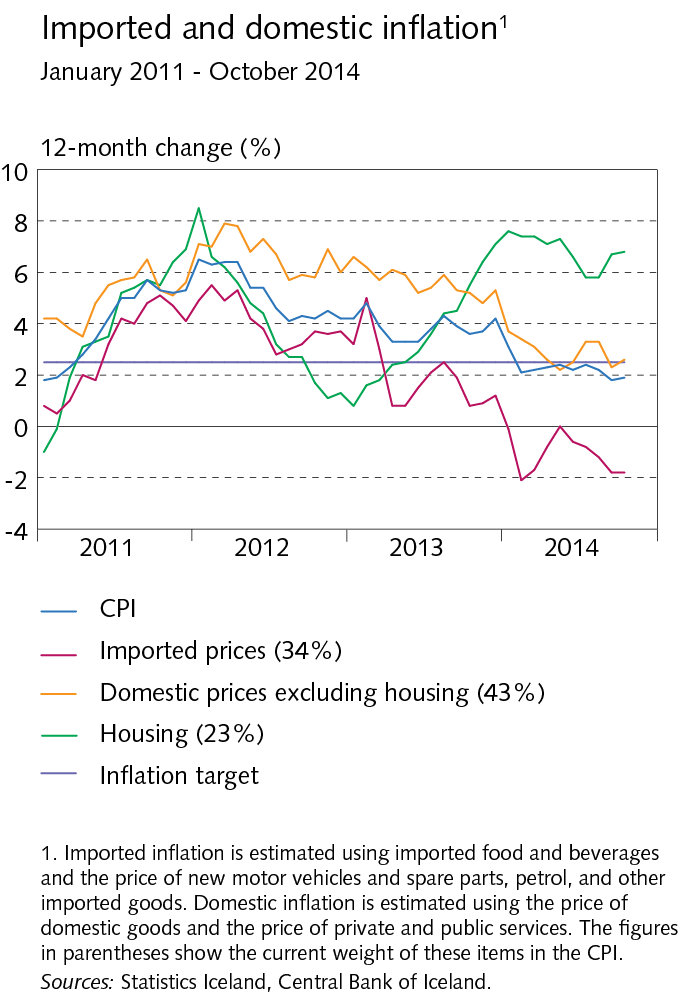 Imported and domestic inflation¹
January 2011 - October 2014
12-month change (%)
10
8
6
4
2
0
-2
-4
2011 2012 2013 2014
CPI
Imported prices (34%)
Domestic prices excluding housing (43%)
Housing (23%)
Inflation target
1. Imported inflation is estimated using imported food and beverages
and the price of new motor vehicles and spare parts, petrol, and other
imported goods. Domestic inflation is estimated using the price of
domestic goods and the price of private and public services. The figures
in parentheses show the current weight of these items in the CPI.
Sources: Statistics Iceland, Central Bank of Iceland.